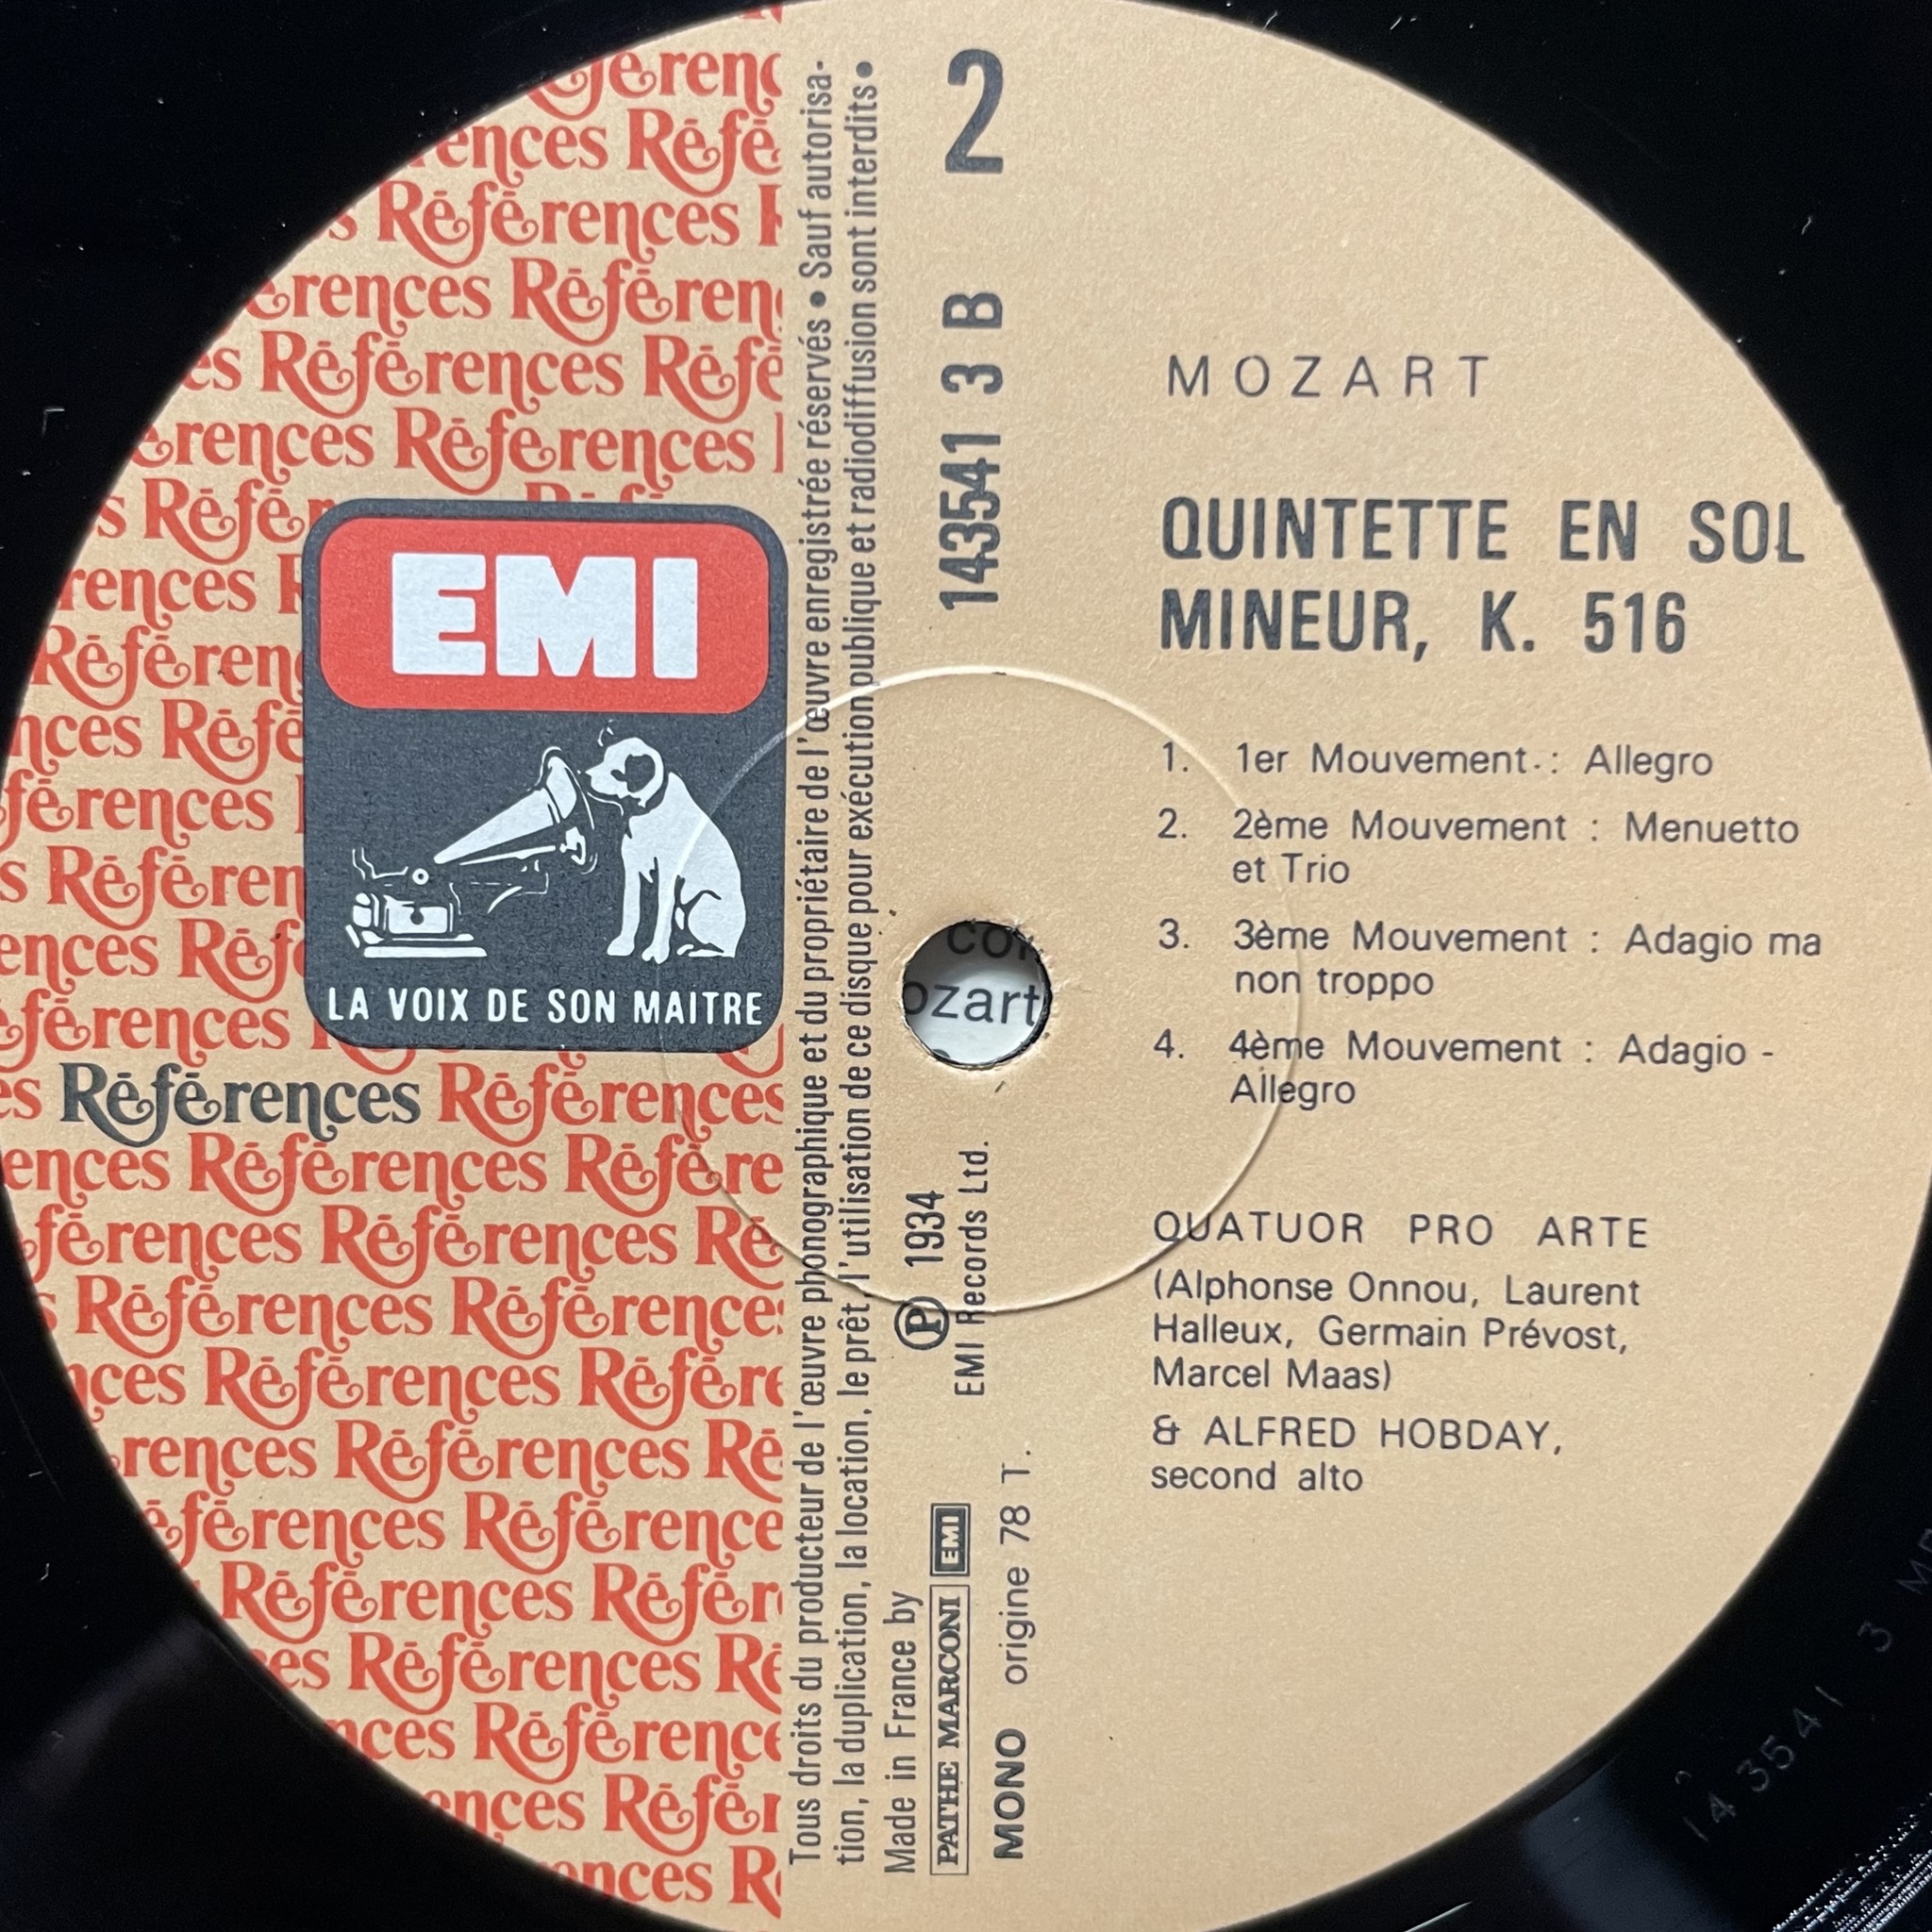 Références
EMI
LA VOIX DE SON MAITRE
Tous droits du producteur de l'œuvre phonographique et du propriétaire de l'œuvre enregistrée réservés • Sauf autorisa-
tion, la duplication, la location, le prêt, l'utilisation de ce disque pour exécution publique et radiodiffusion sont interdits •
Made in France by
PATHE MARCONI EMI
MONO origine 78 T.
Ⓟ 1934
EMI Records Ltd.
143541 3 B 2
MOZART
QUINTETTE EN SOL
MINEUR, K. 516
1. 1er Mouvement : Allegro
2. 2ème Mouvement : Menuetto
et Trio
3. 3ème Mouvement : Adagio ma
non troppo
4. 4ème Mouvement : Adagio -
Allegro
QUATUOR PRO ARTE
(Alphonse Onnou, Laurent
Halleux, Germain Prévost,
Marcel Maas)
& ALFRED HOBDAY,
second alto
ozart
143541 3